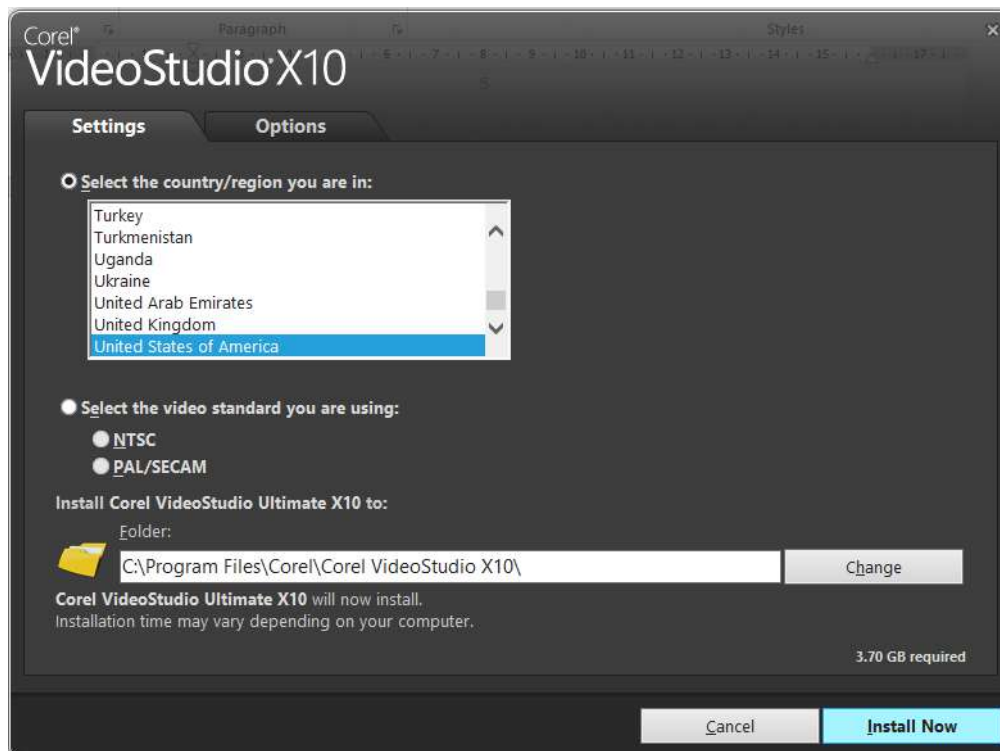 Paragraph Styles
Corel®
VideoStudio® X10
Settings Options
Select the country/region you are in:
Turkey
Turkmenistan
Uganda
Ukraine
United Arab Emirates
United Kingdom
United States of America
Select the video standard you are using:
NTSC
PAL/SECAM
Install Corel VideoStudio Ultimate X10 to:
Folder:
C:\Program Files\Corel\Corel VideoStudio X10\
Change
Corel VideoStudio Ultimate X10 will now install.
Installation time may vary depending on your computer.
3.70 GB required
Cancel Install Now